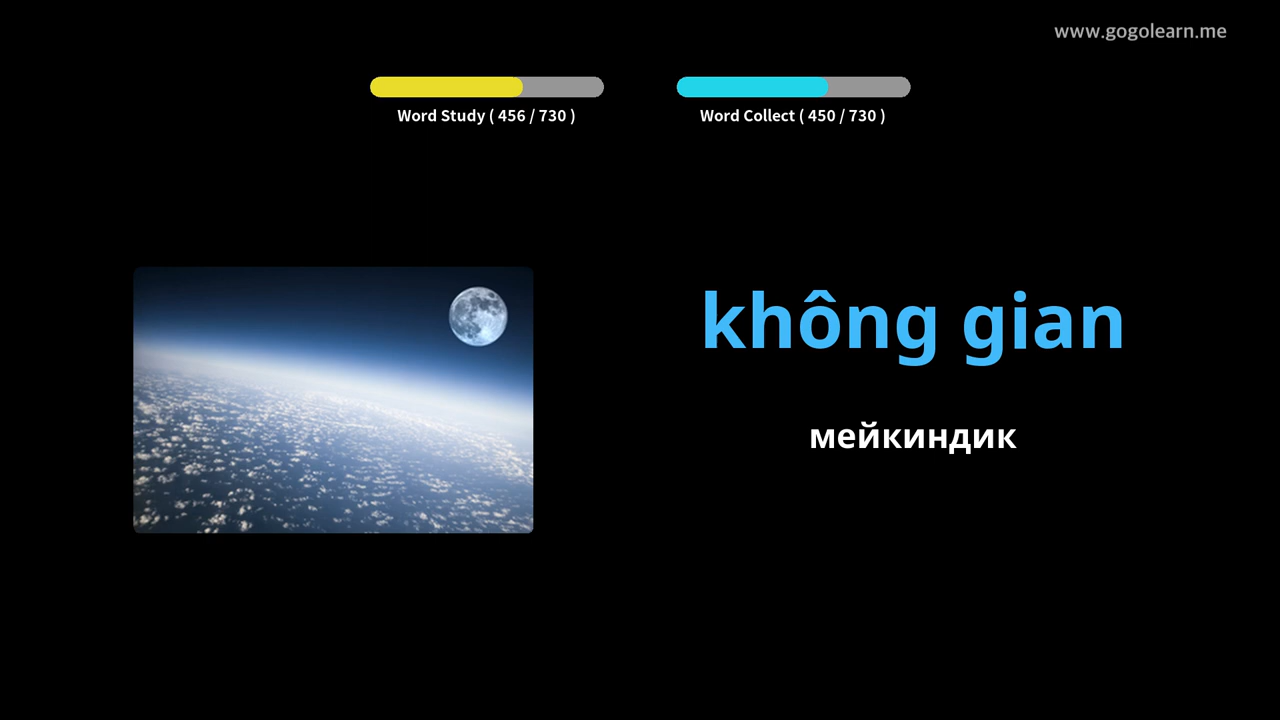 www.gogolearn.me
Word Study ( 456 / 730 )
Word Collect ( 450 / 730 )
không gian
мейкиндик